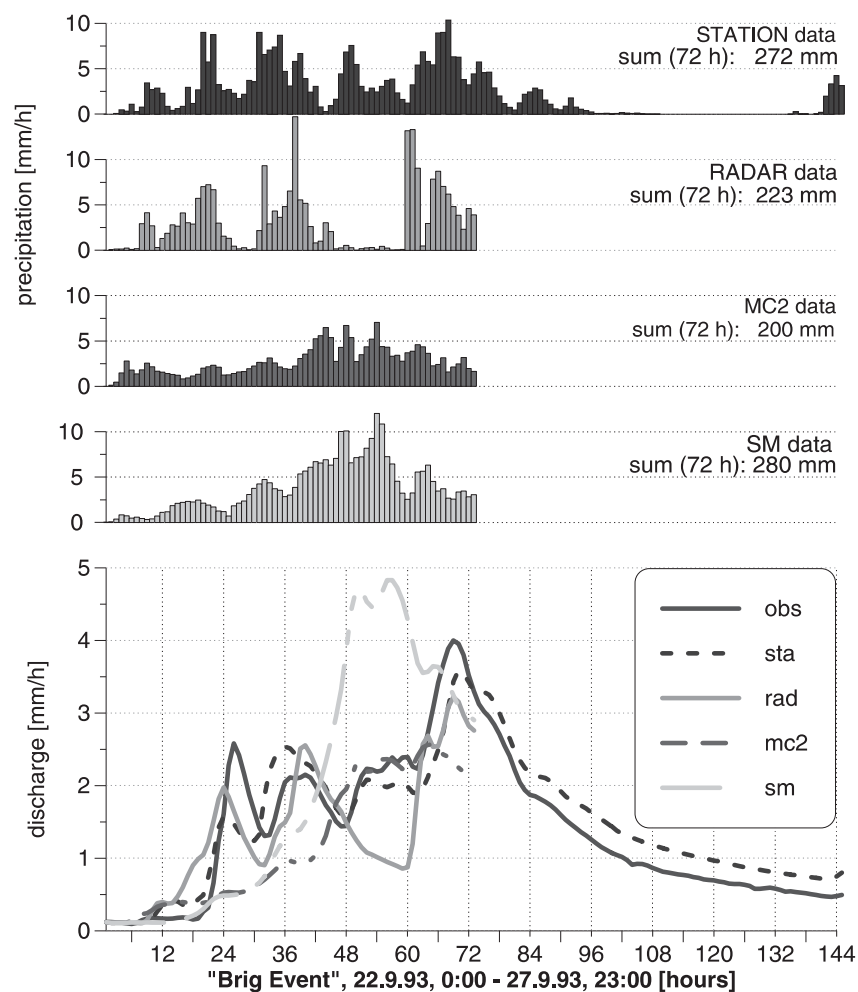 10
5
0
STATION data
sum (72 h): 272 mm
10
5
0
RADAR data
sum (72 h): 223 mm
10
5
0
MC2 data
sum (72 h): 200 mm
10
5
0
SM data
sum (72 h): 280 mm
precipitation [mm/h]
5
4
3
2
1
0
discharge [mm/h]
obs
sta
rad
mc2
sm
12 24 36 48 60 72 84 96 108 120 132 144
"Brig Event", 22.9.93, 0:00 - 27.9.93, 23:00 [hours]